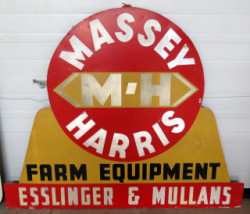 MASSEY
M-H
HARRIS
FARM EQUIPMENT
ESSLINGER & MULLANS